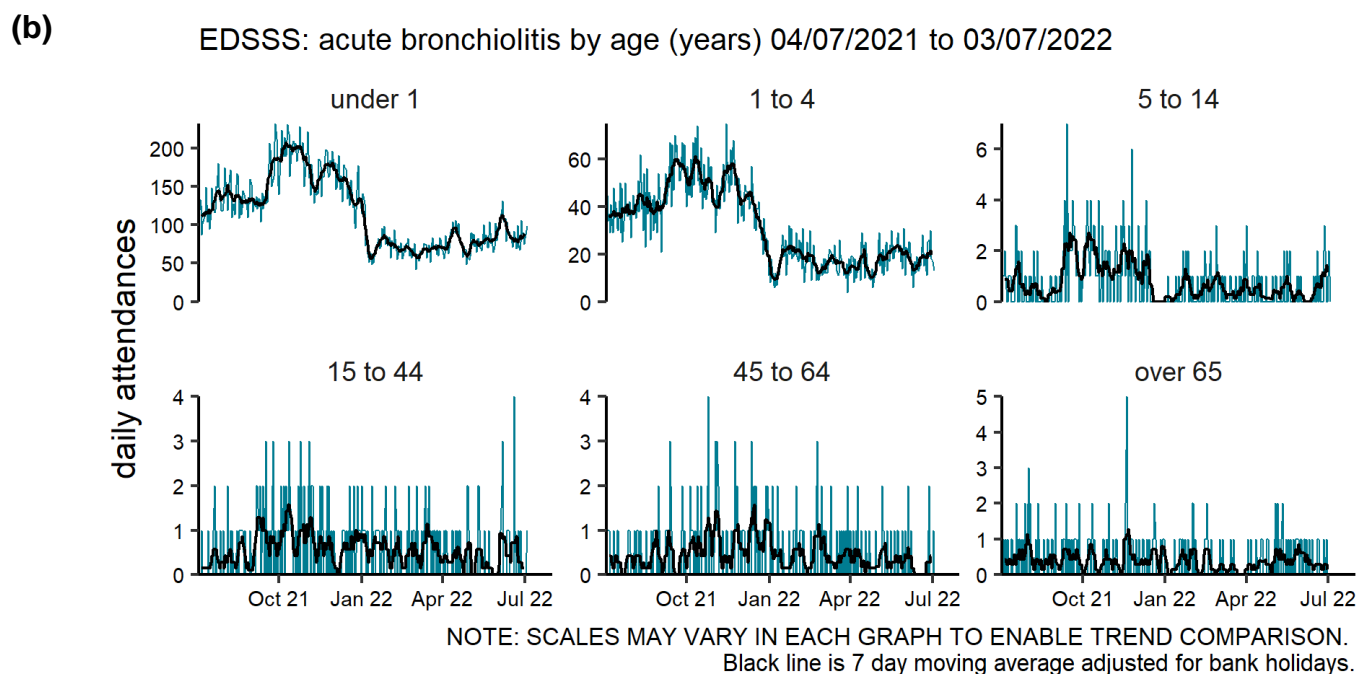 (b)
EDSSS: acute bronchiolitis by age (years) 04/07/2021 to 03/07/2022
daily attendances
under 1
200
150
100
50
0
1 to 4
60
40
20
0
5 to 14
6
4
2
0
15 to 44
4
3
2
1
0
Oct 21 Jan 22 Apr 22 Jul 22
45 to 64
4
3
2
1
0
Oct 21 Jan 22 Apr 22 Jul 22
over 65
5
4
3
2
1
0
Oct 21 Jan 22 Apr 22 Jul 22
NOTE: SCALES MAY VARY IN EACH GRAPH TO ENABLE TREND COMPARISON.
Black line is 7 day moving average adjusted for bank holidays.